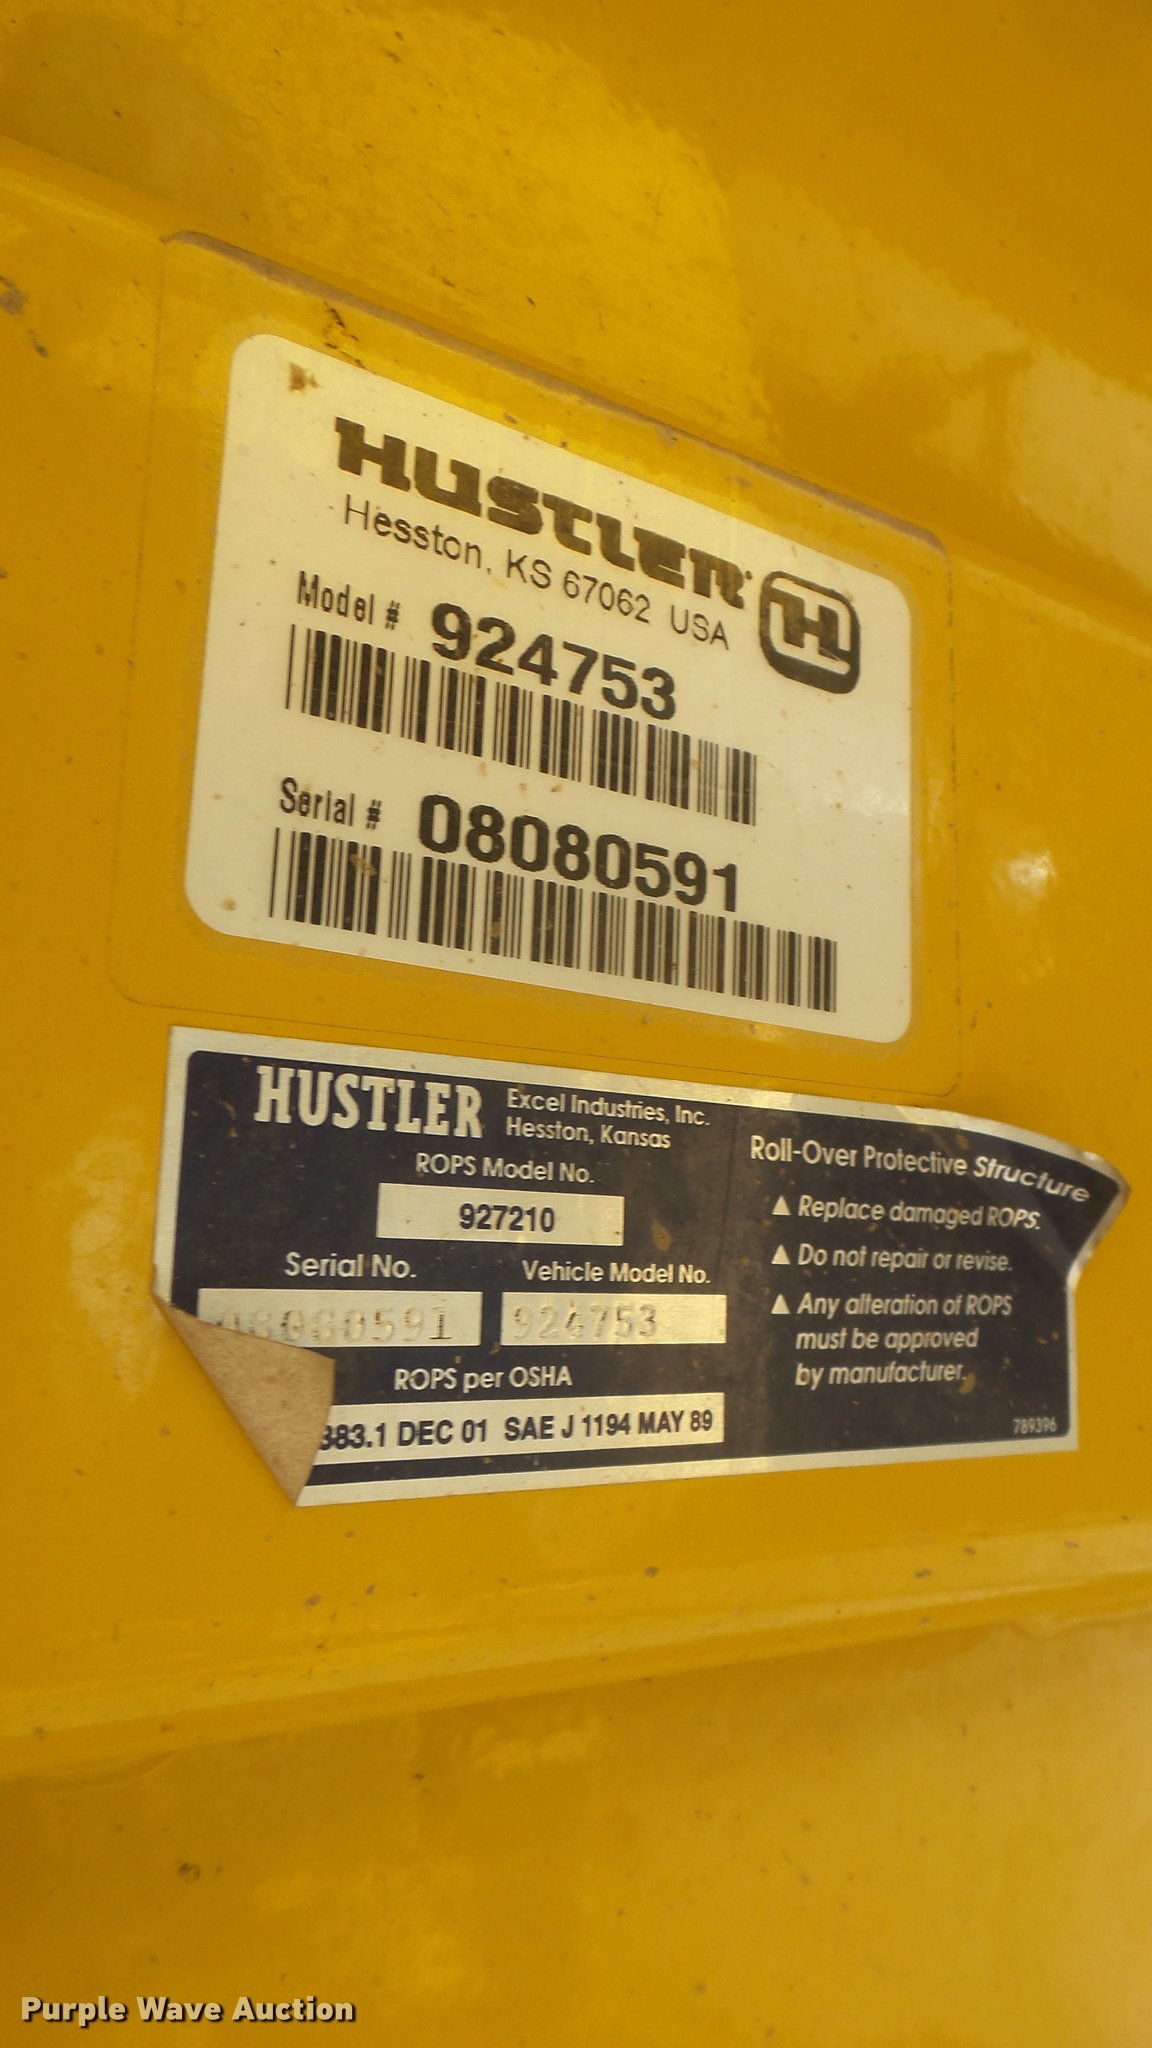 HUSTLER
Hesston, KS 67062 USA
H
Model # 924753
Serial # 08080591
HUSTLER
Excel Industries, Inc.
Hesston, Kansas
ROPS Model No.
927210
Serial No.
08080591
Vehicle Model No.
924753
ROPS per OSHA
383.1 DEC 01 SAE J 1194 MAY 89
Roll-Over Protective Structure
▲ Replace damaged ROPS.
▲ Do not repair or revise.
▲ Any alteration of ROPS
must be approved
by manufacturer.
789396
Purple Wave Auction